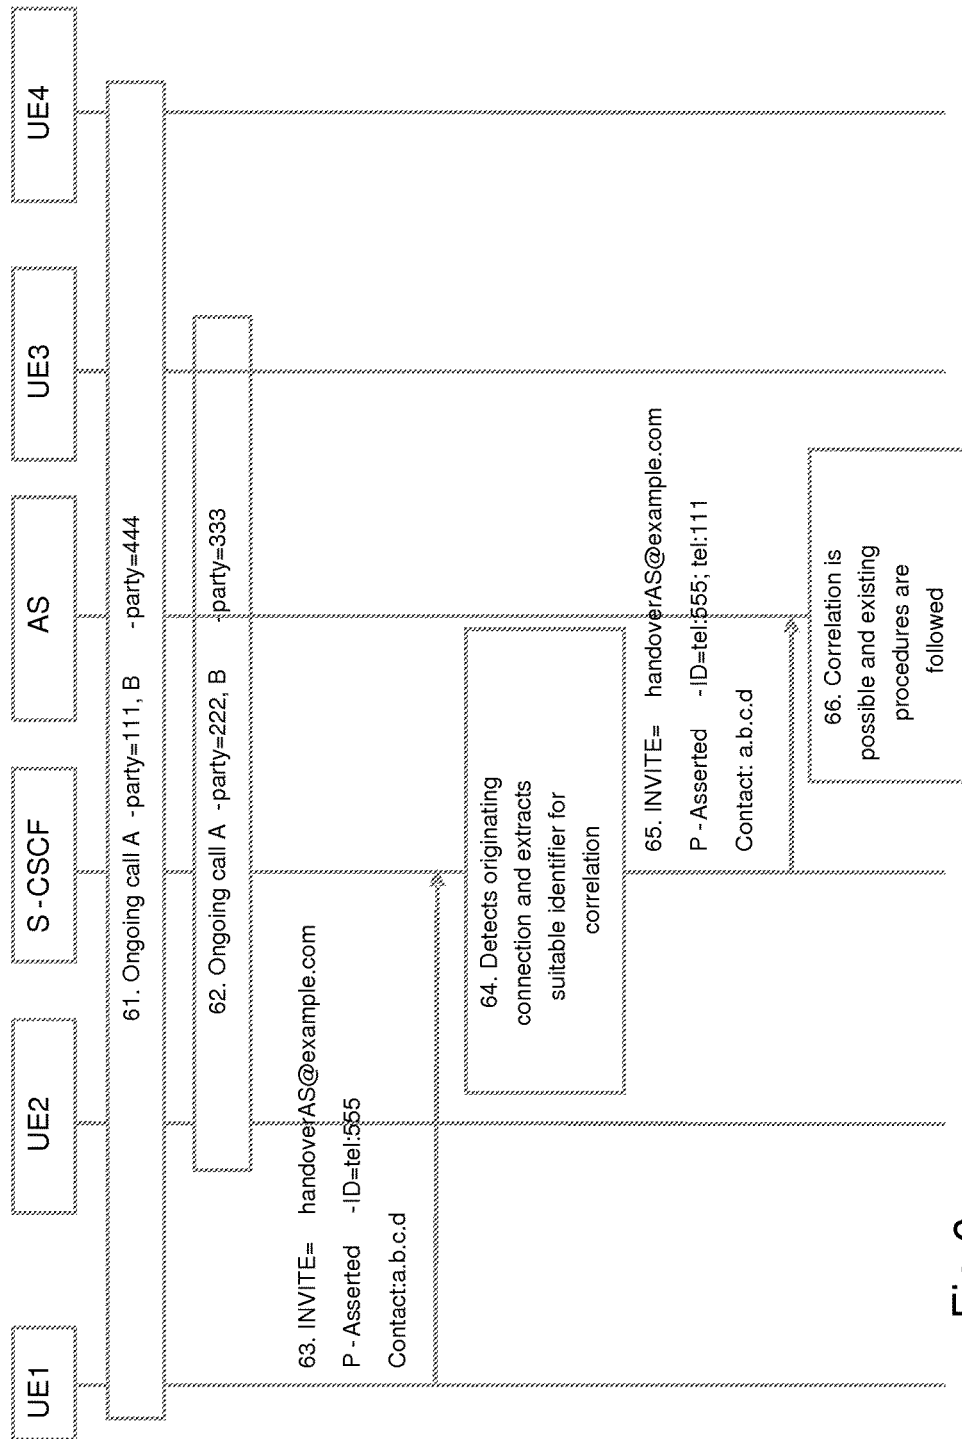 UE1
UE2
S-CSCF
AS
UE3
UE4
61. Ongoing call A -party=111, B -party=444
62. Ongoing call A -party=222, B -party=333
63. INVITE= handoverAS@example.com
P-Asserted -ID=tel:555
Contact:a.b.c.d
64. Detects originating
connection and extracts
suitable identifier for
correlation
65. INVITE= handoverAS@example.com
P-Asserted -ID=tel:555; tel:111
Contact: a.b.c.d
66. Correlation is
possible and existing
procedures are
followed